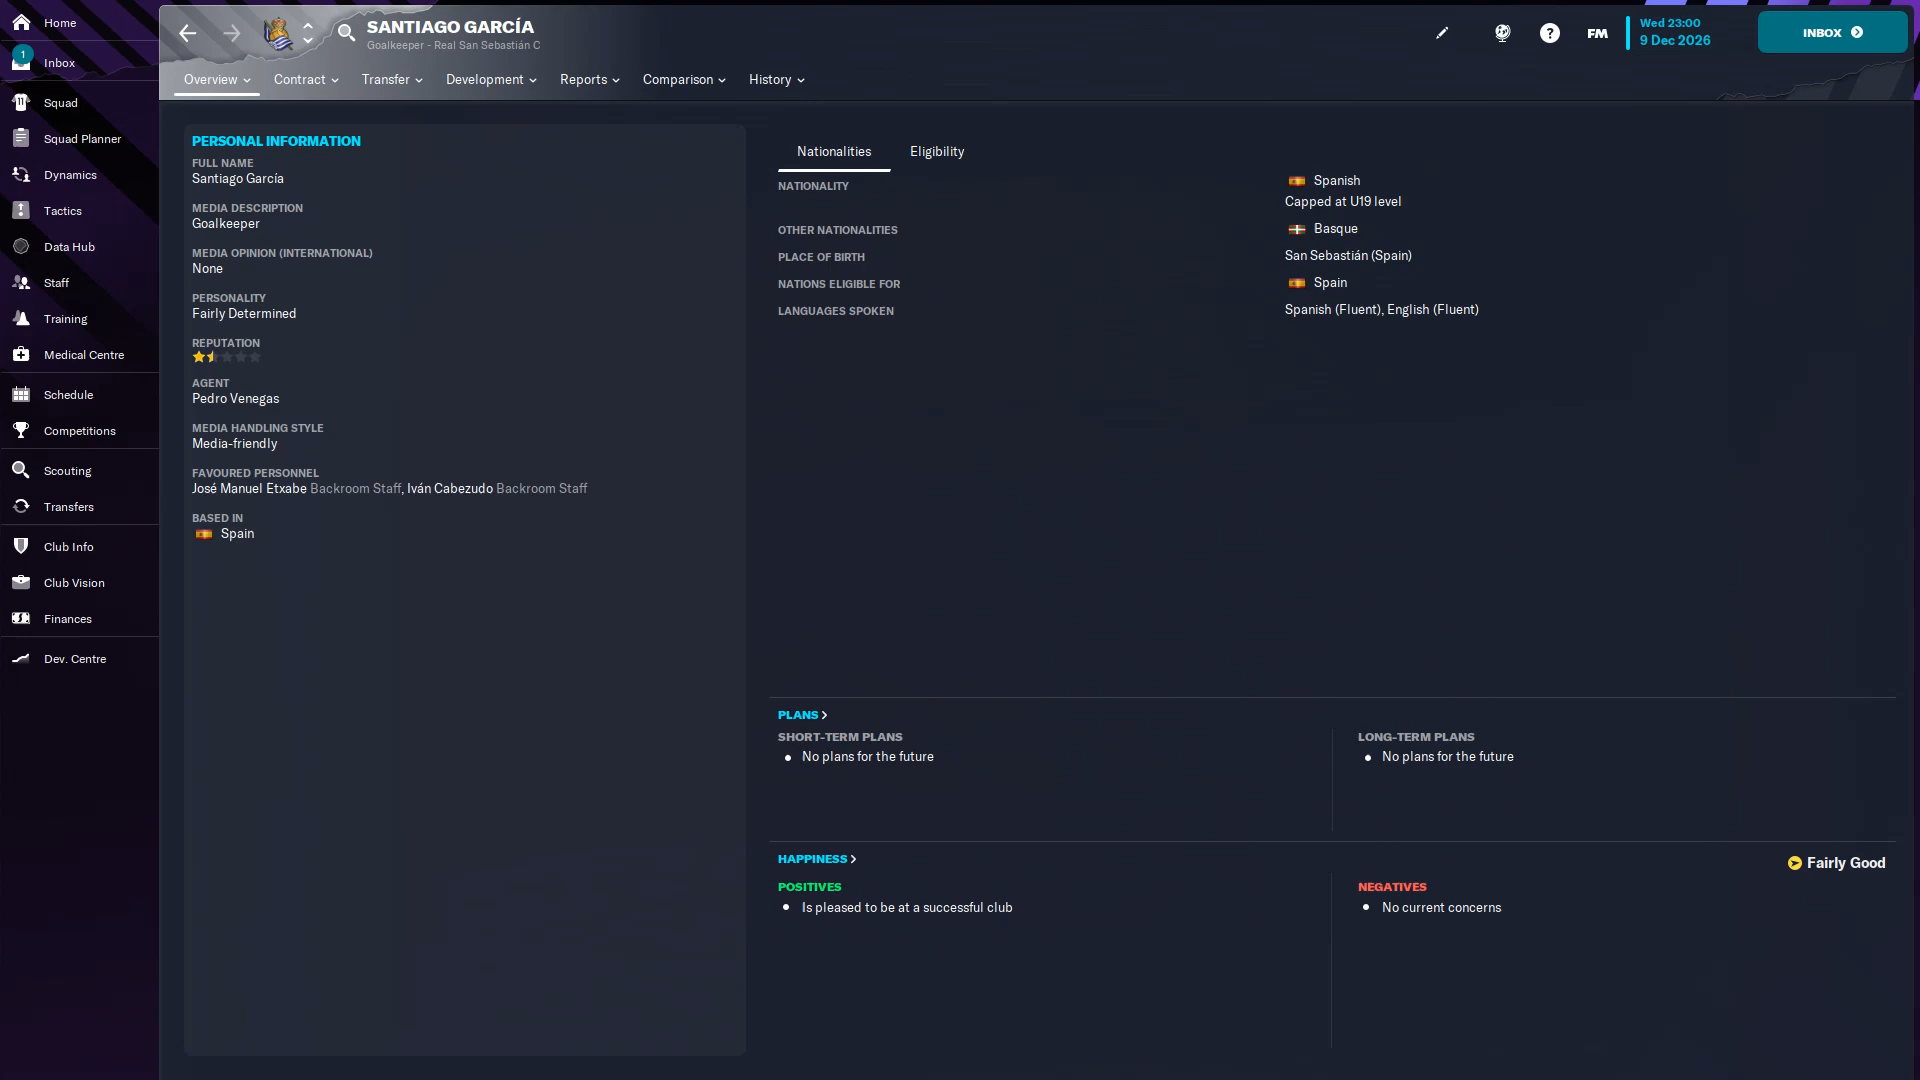 Home
1
Inbox
Squad
Squad Planner
Dynamics
Tactics
Data Hub
Staff
Training
Medical Centre
Schedule
Competitions
Scouting
Transfers
Club Info
Club Vision
Finances
Dev. Centre
SANTIAGO GARCÍA
Goalkeeper - Real San Sebastián C
FM
Wed 23:00
9 Dec 2026
INBOX
Overview
Contract
Transfer
Development
Reports
Comparison
History
PERSONAL INFORMATION
FULL NAME
Santiago García
MEDIA DESCRIPTION
Goalkeeper
MEDIA OPINION (INTERNATIONAL)
None
PERSONALITY
Fairly Determined
REPUTATION
AGENT
Pedro Venegas
MEDIA HANDLING STYLE
Media-friendly
FAVOURED PERSONNEL
José Manuel Etxabe Backroom Staff, Iván Cabezudo Backroom Staff
BASED IN
Spain
Nationalities
Eligibility
NATIONALITY
Spanish
Capped at U19 level
OTHER NATIONALITIES
Basque
PLACE OF BIRTH
San Sebastián (Spain)
NATIONS ELIGIBLE FOR
Spain
LANGUAGES SPOKEN
Spanish (Fluent), English (Fluent)
PLANS
SHORT-TERM PLANS
• No plans for the future
LONG-TERM PLANS
• No plans for the future
HAPPINESS
Fairly Good
POSITIVES
• Is pleased to be at a successful club
NEGATIVES
• No current concerns